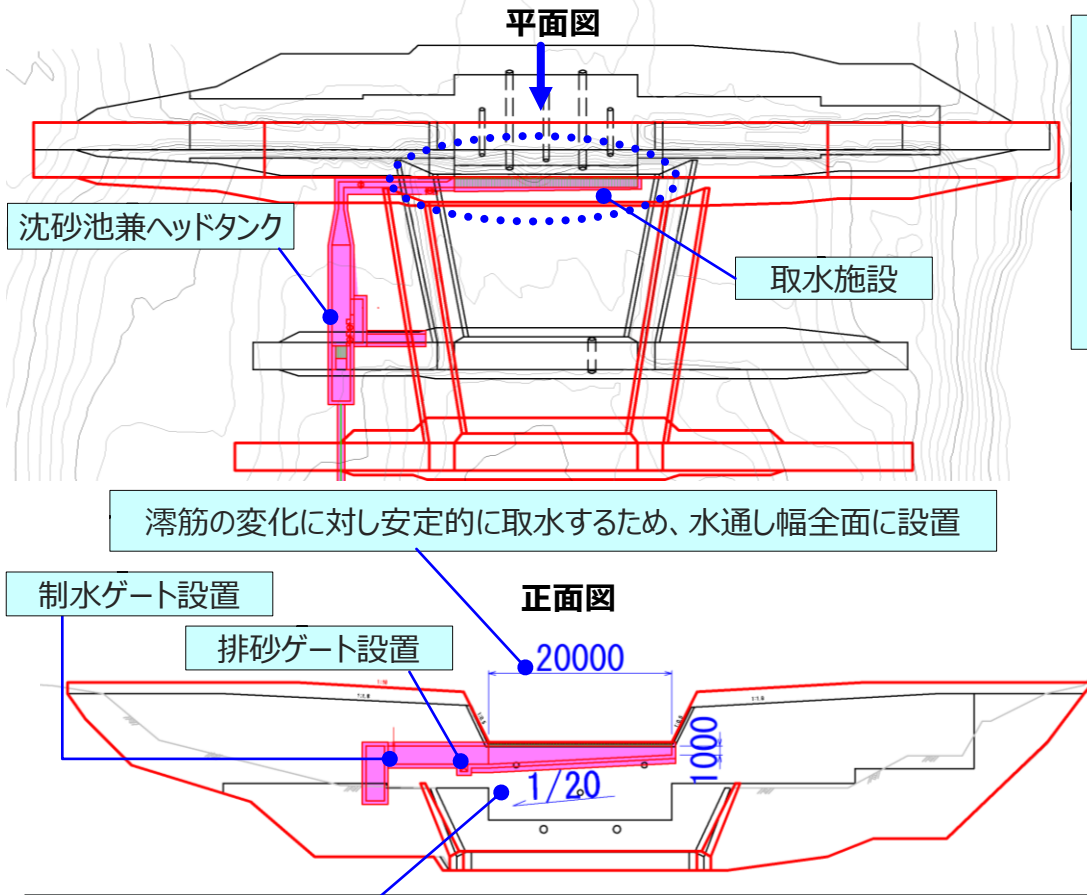 平面図
沈砂池兼ヘッドタンク
取水施設
澪筋の変化に対し安定的に取水するため、水通し幅全面に設置
制水ゲート設置
正面図
排砂ゲート設置
20000
1000
1/20